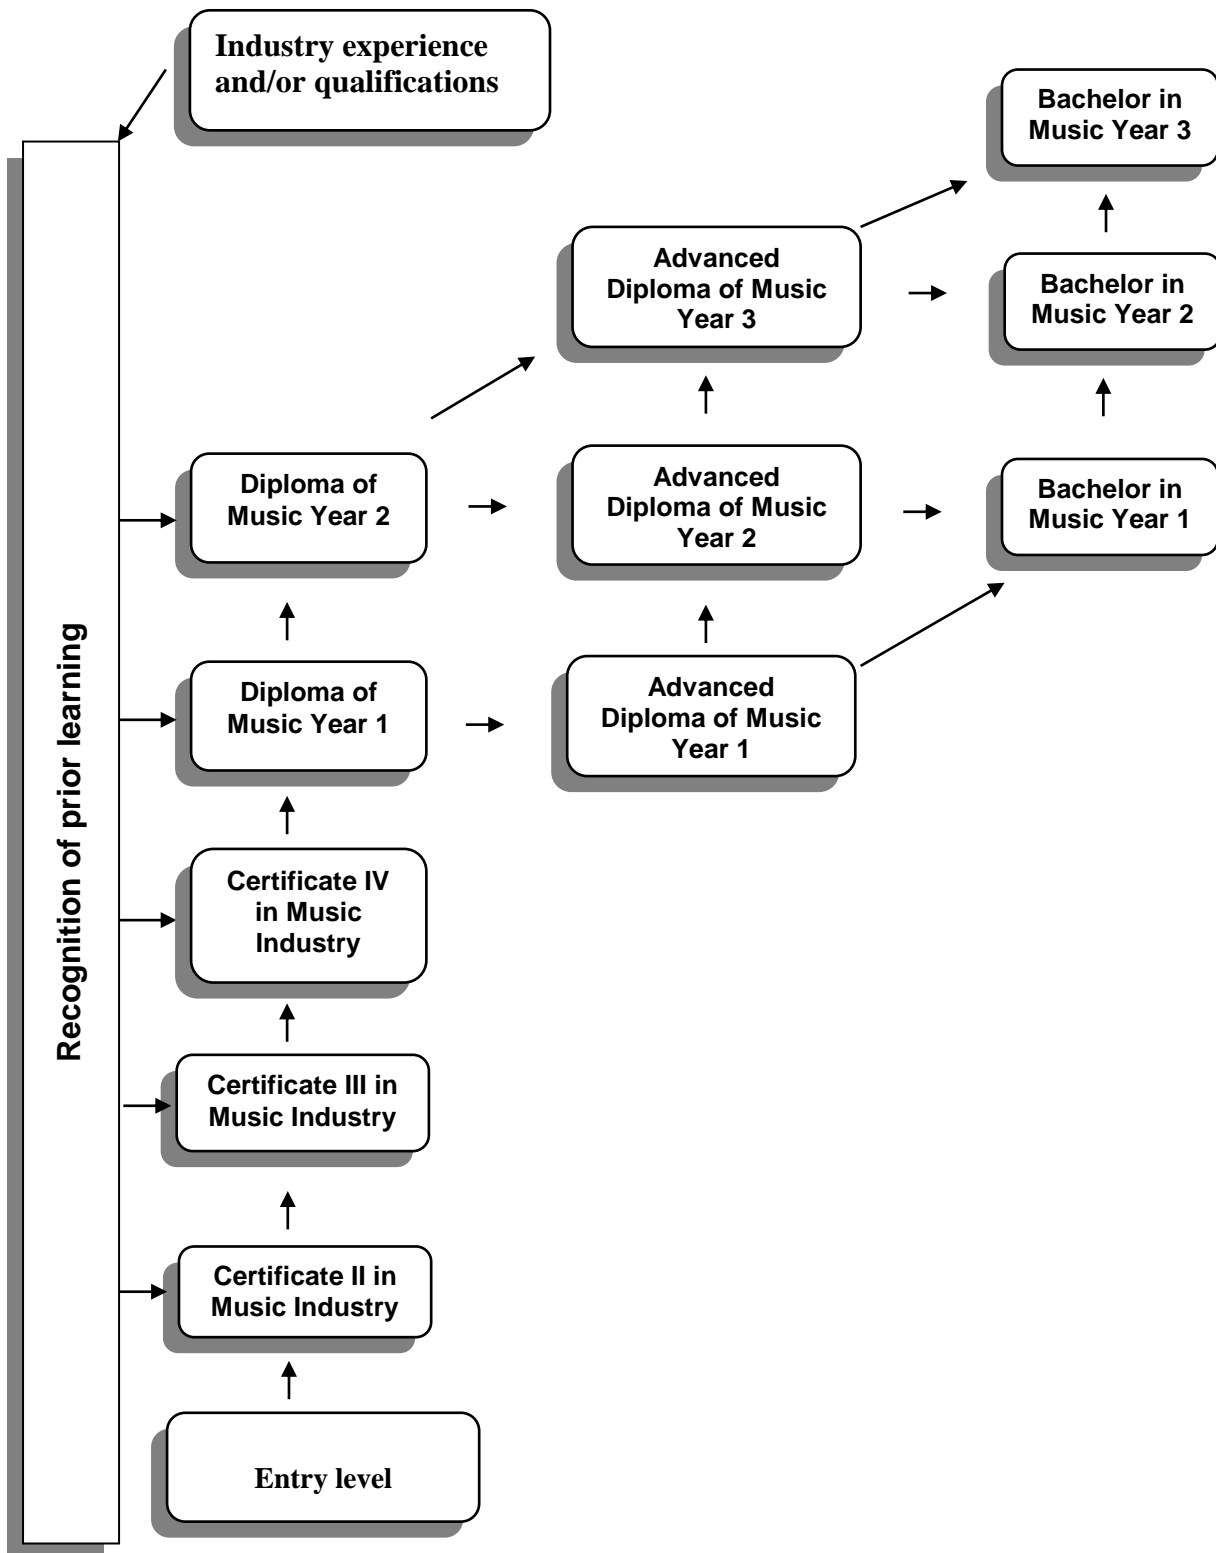 Industry experience
and/or qualifications
Bachelor in
Music Year 3
Advanced
Diploma of Music
Year 3
Bachelor in
Music Year 2
Diploma of
Music Year 2
Advanced
Diploma of Music
Year 2
Bachelor in
Music Year 1
Recognition of prior learning
Diploma of
Music Year 1
Advanced
Diploma of Music
Year 1
Certificate IV
in Music
Industry
Certificate III in
Music Industry
Certificate II in
Music Industry
Entry level